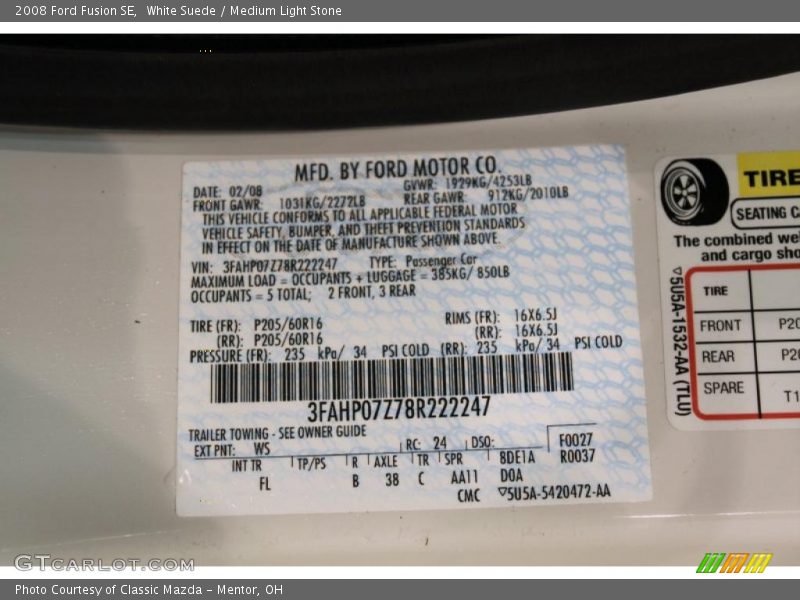 2008 Ford Fusion SE, White Suede / Medium Light Stone
MFD. BY FORD MOTOR CO.
DATE: 02/08 GVWR: 1929KG/4253LB
FRONT GAWR: 1031KG/2272LB REAR GAWR: 912KG/2010LB
THIS VEHICLE CONFORMS TO ALL APPLICABLE FEDERAL MOTOR
VEHICLE SAFETY, BUMPER, AND THEFT PREVENTION STANDARDS
IN EFFECT ON THE DATE OF MANUFACTURE SHOWN ABOVE.
VIN: 3FAHP07Z78R222247 TYPE: Passenger Car
MAXIMUM LOAD = OCCUPANTS + LUGGAGE = 385KG/ 850LB
OCCUPANTS = 5 TOTAL; 2 FRONT, 3 REAR
TIRE (FR): P205/60R16 RIMS (FR): 16X6.5J
(RR): P205/60R16 (RR): 16X6.5J
PRESSURE (FR): 235 kPa/ 34 PSI COLD (RR): 235 kPa/ 34 PSI COLD
3FAHP07Z78R222247
TRAILER TOWING - SEE OWNER GUIDE
EXT PNT: WS RC: 24 DSO: F0027
INT TR TP/PS R AXLE TR SPR 8DE1A R0037
FL B 38 C AA11 D0A
CMC ▽5U5A-5420472-AA
TIRE
SEATING C
The combined wei
and cargo sho
▽5U5A-1532-AA (TLU)
TIRE
FRONT P20
REAR P20
SPARE T1
GTCARLOT.COM
Photo Courtesy of Classic Mazda - Mentor, OH